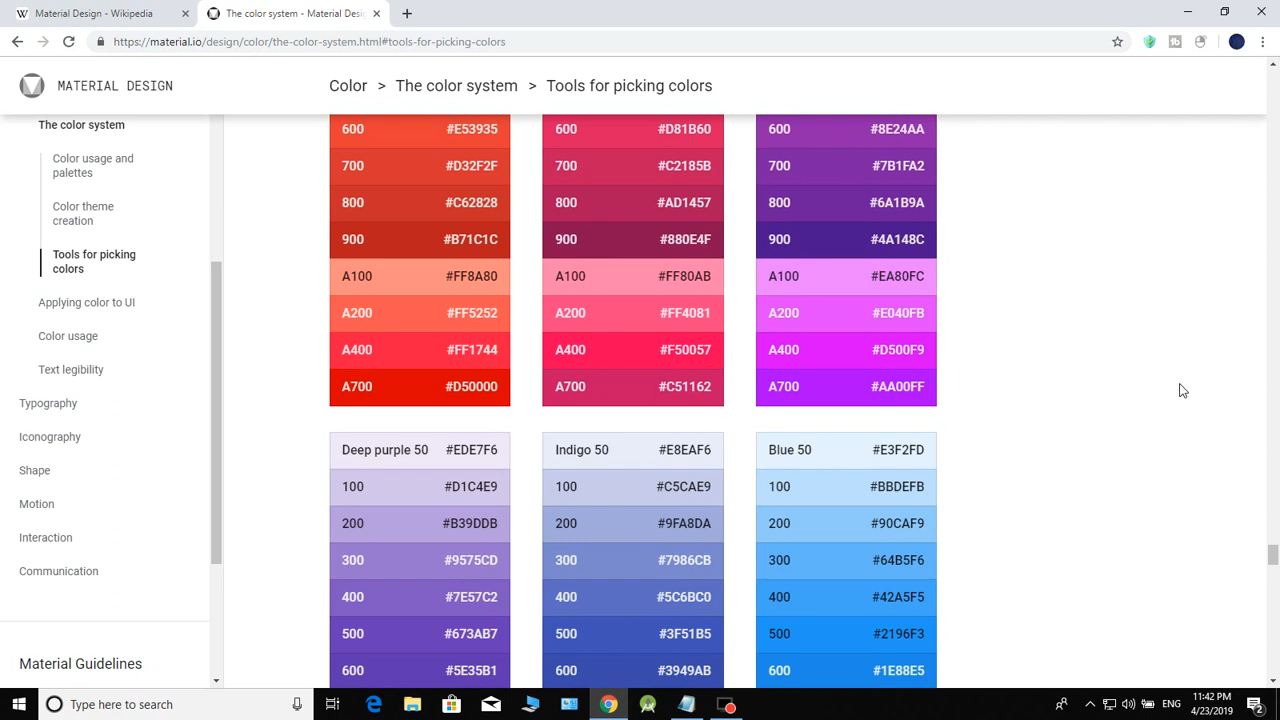 Material Design - Wikipedia
The color system - Material Desi
https://material.io/design/color/the-color-system.html#tools-for-picking-colors
MATERIAL DESIGN
Color > The color system > Tools for picking colors
The color system
Color usage and
palettes
Color theme
creation
Tools for picking
colors
Applying color to UI
Color usage
Text legibility
Typography
Iconography
Shape
Motion
Interaction
Communication
Material Guidelines
600 #E53935
700 #D32F2F
800 #C62828
900 #B71C1C
A100 #FF8A80
A200 #FF5252
A400 #FF1744
A700 #D50000
600 #D81B60
700 #C2185B
800 #AD1457
900 #880E4F
A100 #FF80AB
A200 #FF4081
A400 #F50057
A700 #C51162
600 #8E24AA
700 #7B1FA2
800 #6A1B9A
900 #4A148C
A100 #EA80FC
A200 #E040FB
A400 #D500F9
A700 #AA00FF
Deep purple 50 #EDE7F6
100 #D1C4E9
200 #B39DDB
300 #9575CD
400 #7E57C2
500 #673AB7
600 #5E35B1
Indigo 50 #E8EAF6
100 #C5CAE9
200 #9FA8DA
300 #7986CB
400 #5C6BC0
500 #3F51B5
600 #3949AB
Blue 50 #E3F2FD
100 #BBDEFB
200 #90CAF9
300 #64B5F6
400 #42A5F5
500 #2196F3
600 #1E88E5
Type here to search
ENG
11:42 PM
4/23/2019
2